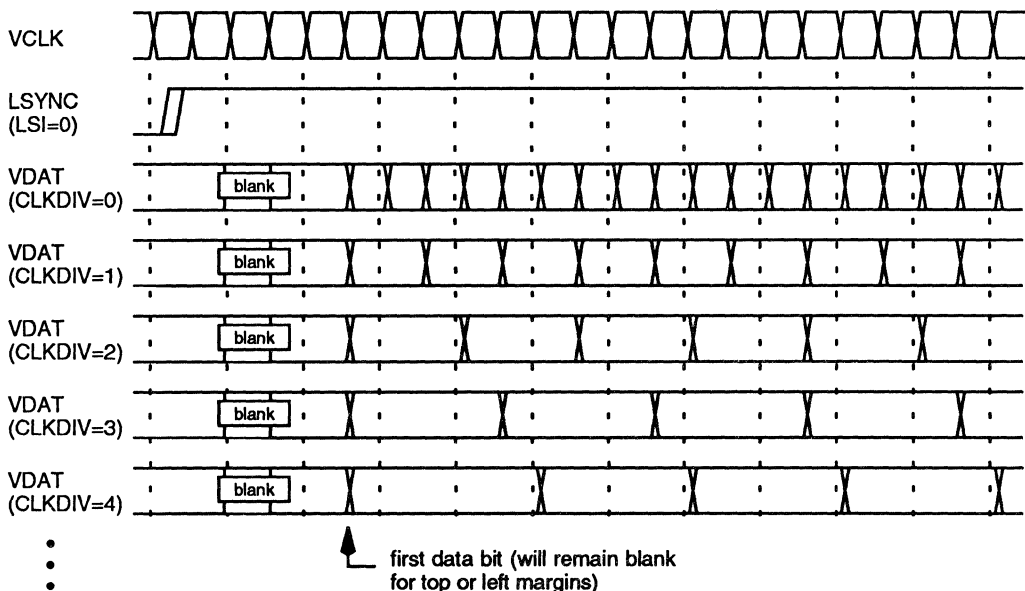 VCLK
LSYNC
(LSI=0)
VDAT
(CLKDIV=0)
blank
VDAT
(CLKDIV=1)
blank
VDAT
(CLKDIV=2)
blank
VDAT
(CLKDIV=3)
blank
VDAT
(CLKDIV=4)
blank
first data bit (will remain blank
for top or left margins)